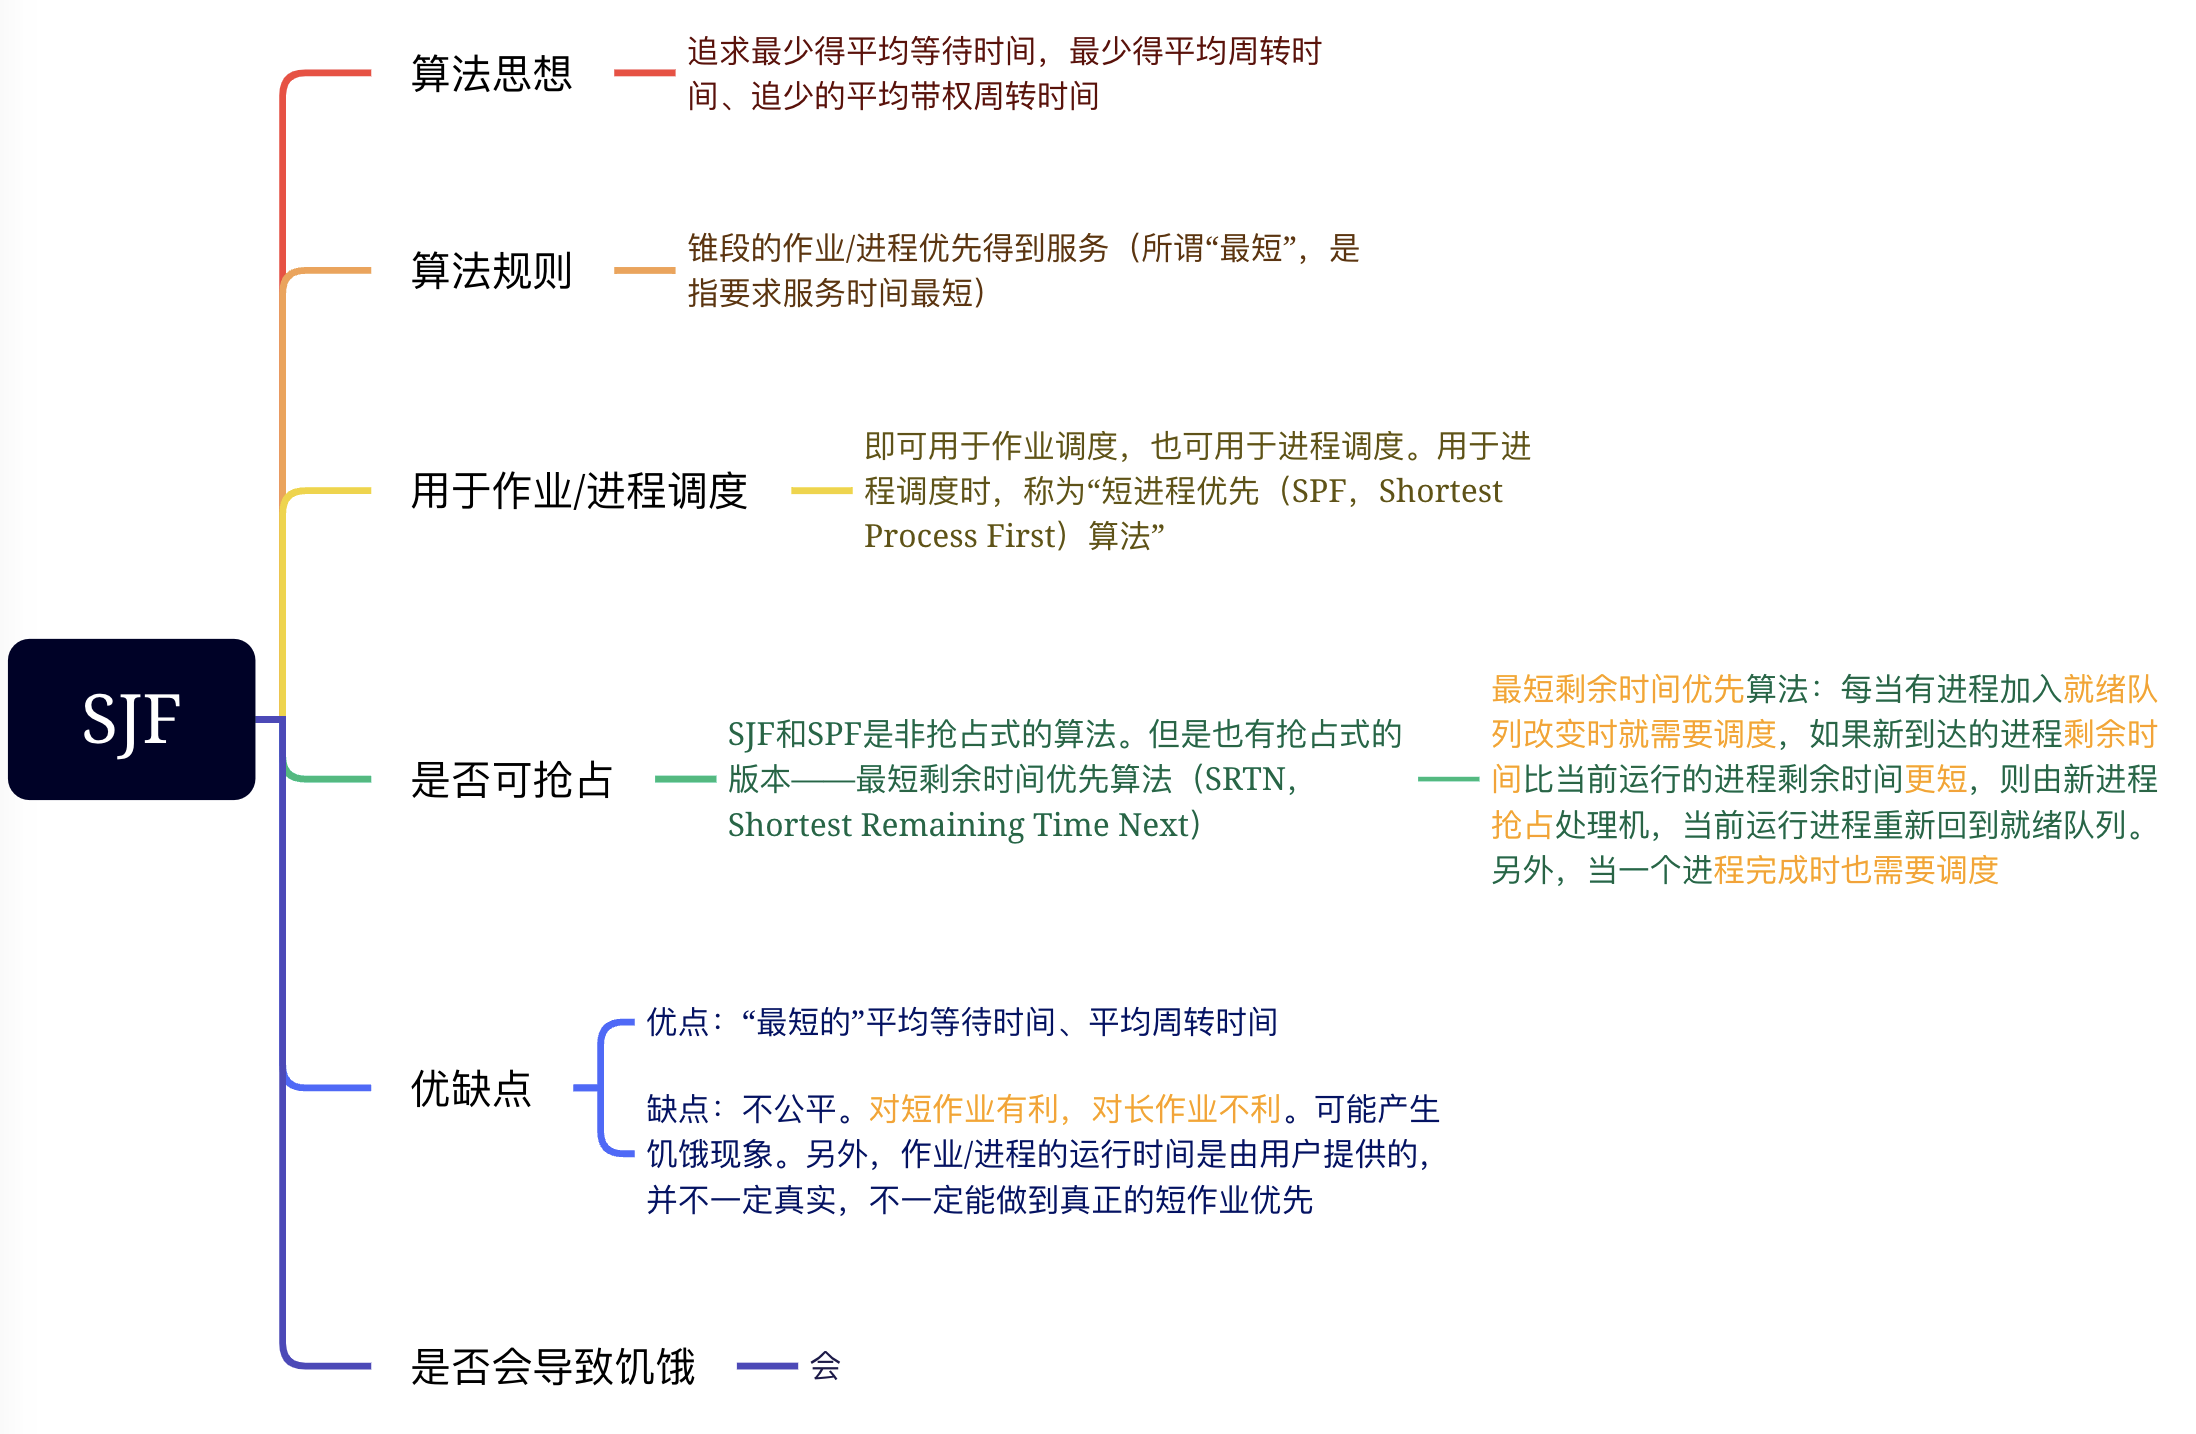 SJF
算法思想
追求最少得平均等待时间，最少得平均周转时
间、追少的平均带权周转时间
算法规则
锥段的作业/进程优先得到服务（所谓“最短”，是
指要求服务时间最短）
用于作业/进程调度
即可用于作业调度，也可用于进程调度。用于进
程调度时，称为“短进程优先（SPF，Shortest
Process First）算法”
是否可抢占
SJF和SPF是非抢占式的算法。但是也有抢占式的
版本——最短剩余时间优先算法（SRTN，
Shortest Remaining Time Next）
最短剩余时间优先算法：每当有进程加入就绪队
列改变时就需要调度，如果新到达的进程剩余时
间比当前运行的进程剩余时间更短，则由新进程
抢占处理机，当前运行进程重新回到就绪队列。
另外，当一个进程完成时也需要调度
优缺点
优点：“最短的”平均等待时间、平均周转时间
缺点：不公平。对短作业有利，对长作业不利。可能产生
饥饿现象。另外，作业/进程的运行时间是由用户提供的，
并不一定真实，不一定能做到真正的短作业优先
是否会导致饥饿
会